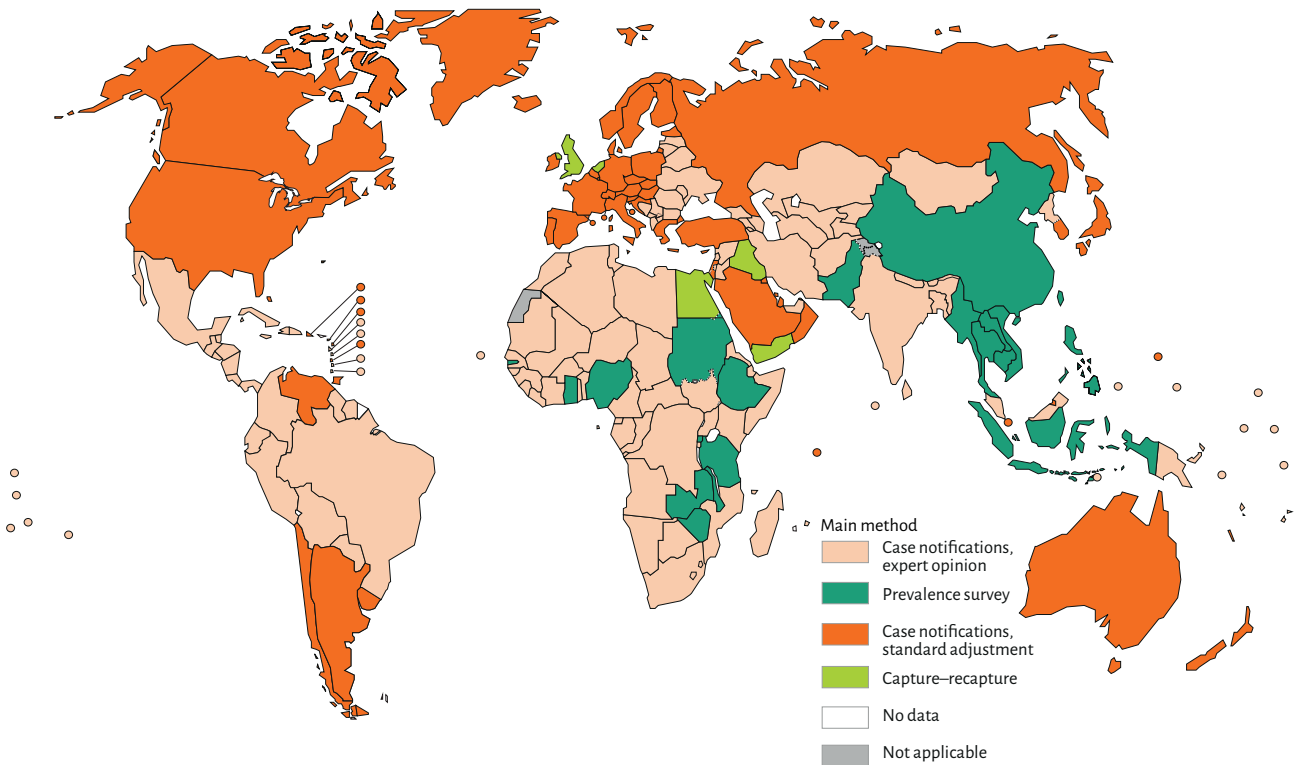 Main method
Case notifications,
expert opinion
Prevalence survey
Case notifications,
standard adjustment
Capture–recapture
No data
Not applicable